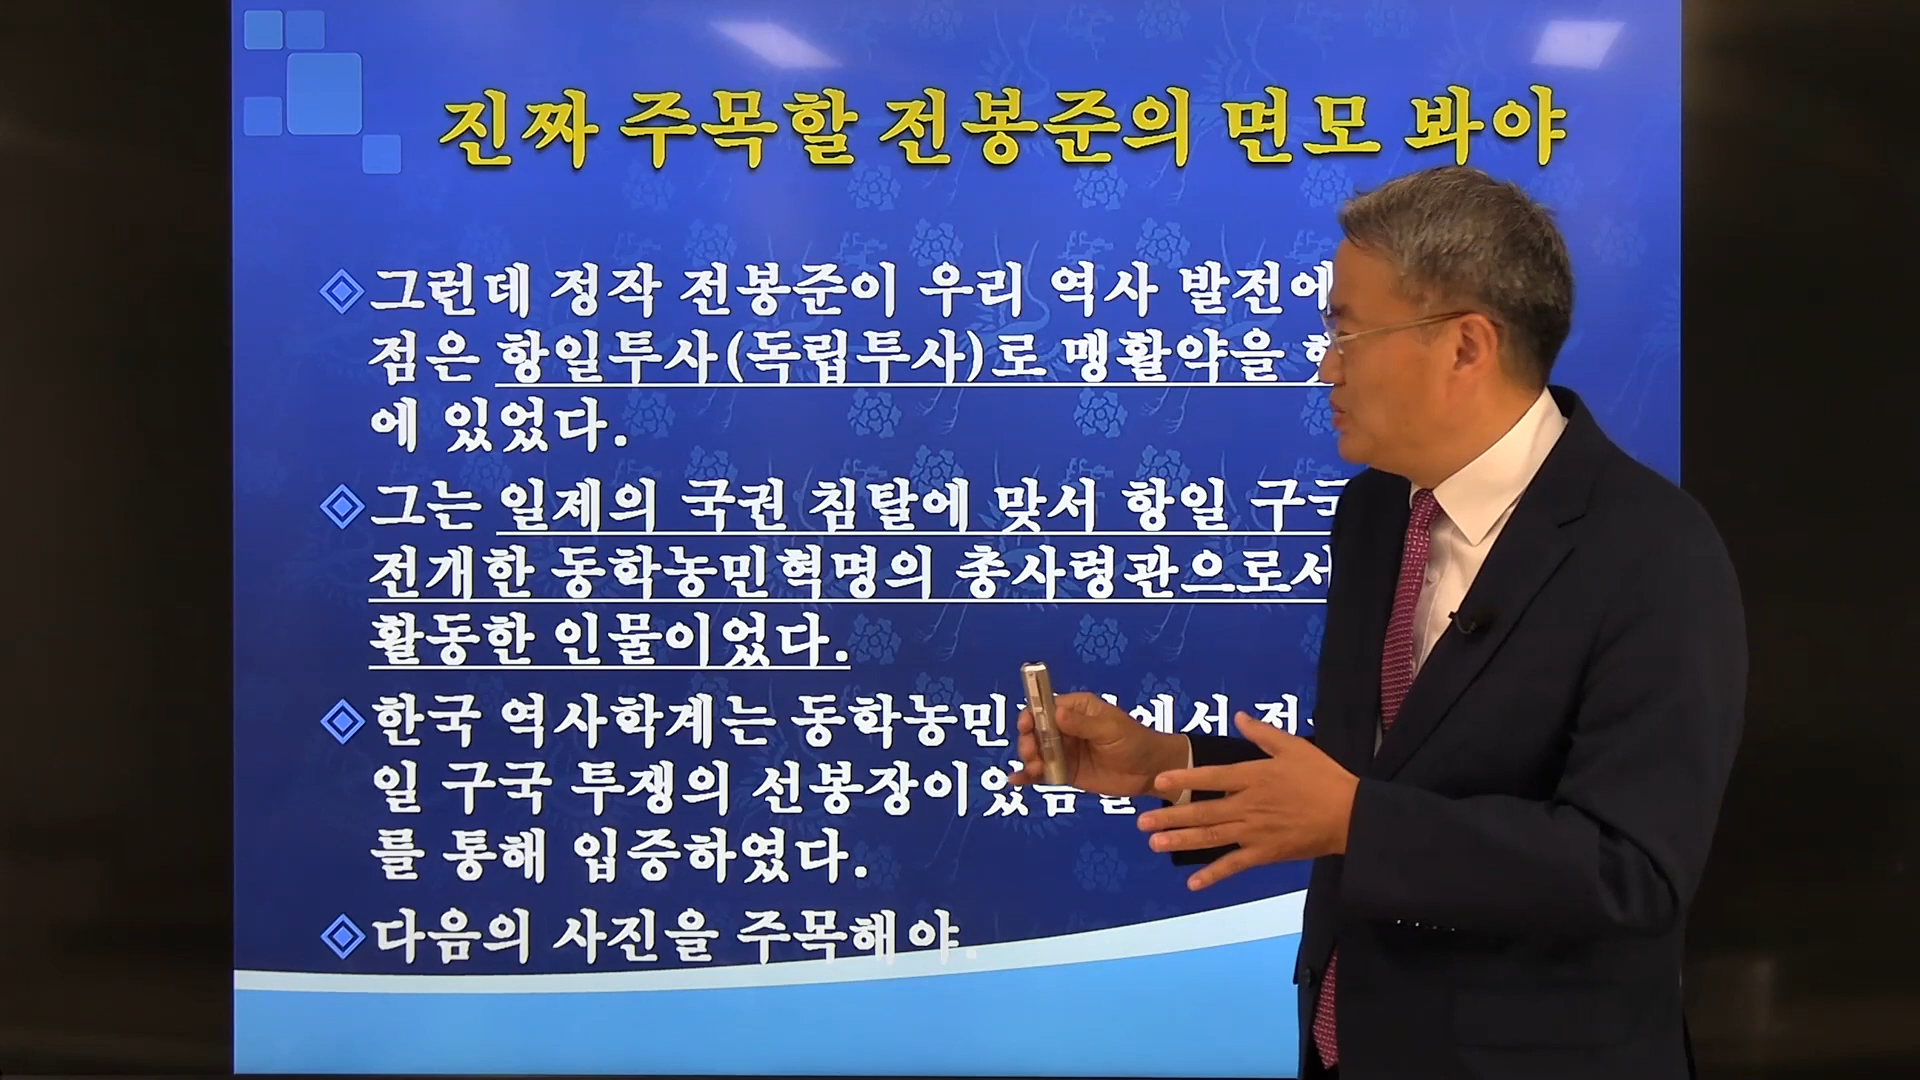 진짜 주목할 전봉준의 면모 봐야
그런데 정작 전봉준이 우리 역사 발전에
점은 항일투사(독립투사)로 맹활약을
에 있었다.
그는 일제의 국권 침탈에 맞서 항일
전개한 동학농민혁명의 총사령관으로서
활동한 인물이었다.
한국 역사학계는
일 구국 투쟁의 선봉장이었음을
를 통해 입증하였다.
다음의 사진을 주목해야.